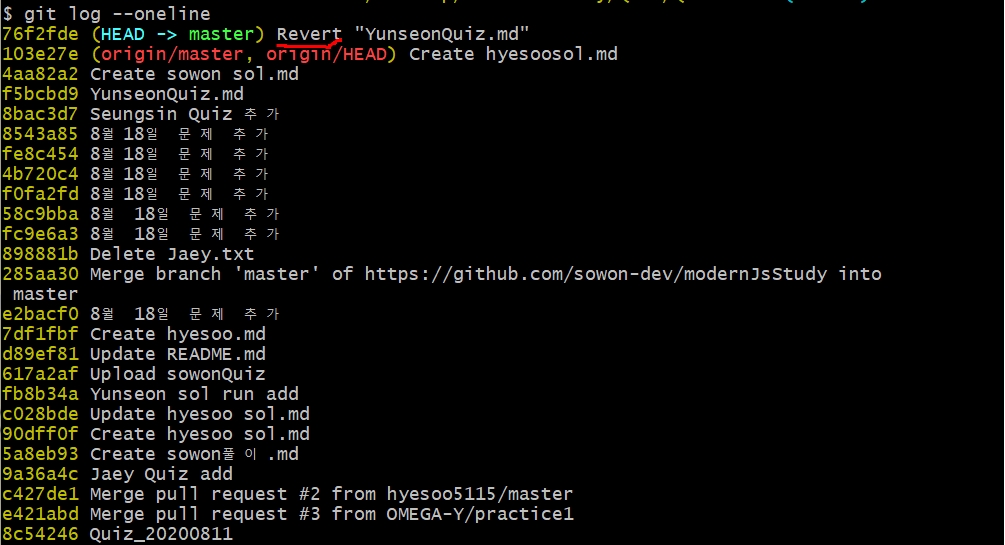 $ git log --oneline
76f2fde (HEAD -> master) Revert "YunseonQuiz.md"
103e27e (origin/master, origin/HEAD) Create hyesoosol.md
4aa82a2 Create sowon sol.md
f5bcbd9 YunseonQuiz.md
8bac3d7 Seungsin Quiz 추가
8543a85 8월 18일 문제 추가
fe8c454 8월 18일 문제 추가
4b720c4 8월 18일 문제 추가
f0fa2fd 8월 18일 문제 추가
58c9bba 8월 18일 문제 추가
fc9e6a3 8월 18일 문제 추가
898881b Delete Jaey.txt
285aa30 Merge branch 'master' of https://github.com/sowon-dev/modernJsStudy into
master
e2bacf0 8월 18일 문제 추가
7df1fbf Create hyesoo.md
d89ef81 Update README.md
617a2af Upload sowonQuiz
fb8b34a Yunseon sol run add
c028bde Update hyesoo sol.md
90dff0f Create hyesoo sol.md
5a8eb93 Create sowon풀이.md
9a36a4c Jaey Quiz add
c427de1 Merge pull request #2 from hyesoo5115/master
e421abd Merge pull request #3 from OMEGA-Y/practice1
8c54246 Quiz_20200811